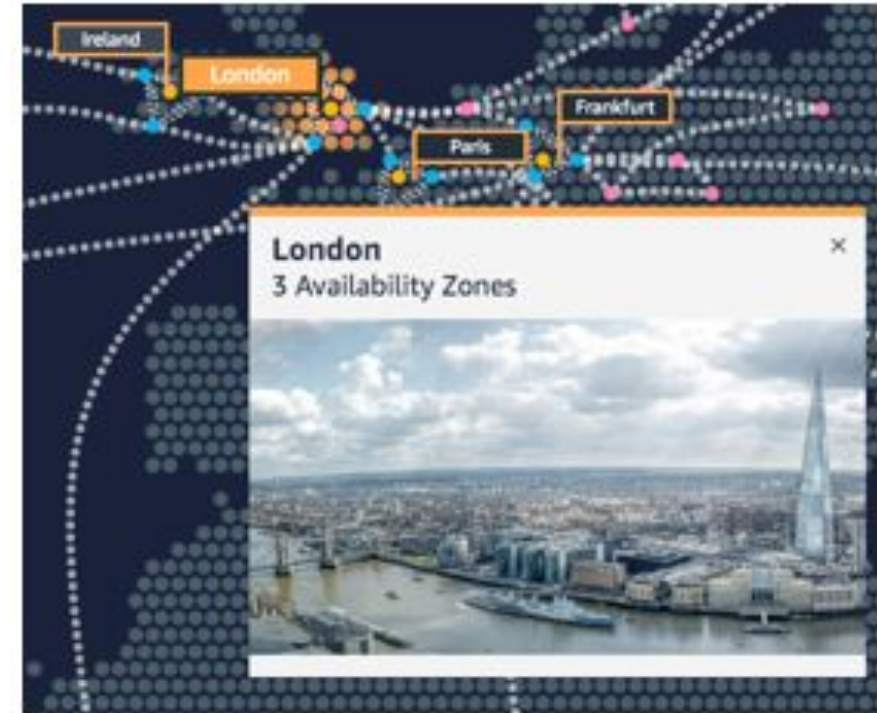 Ireland
London
Frankfurt
Paris
London
3 Availability Zones